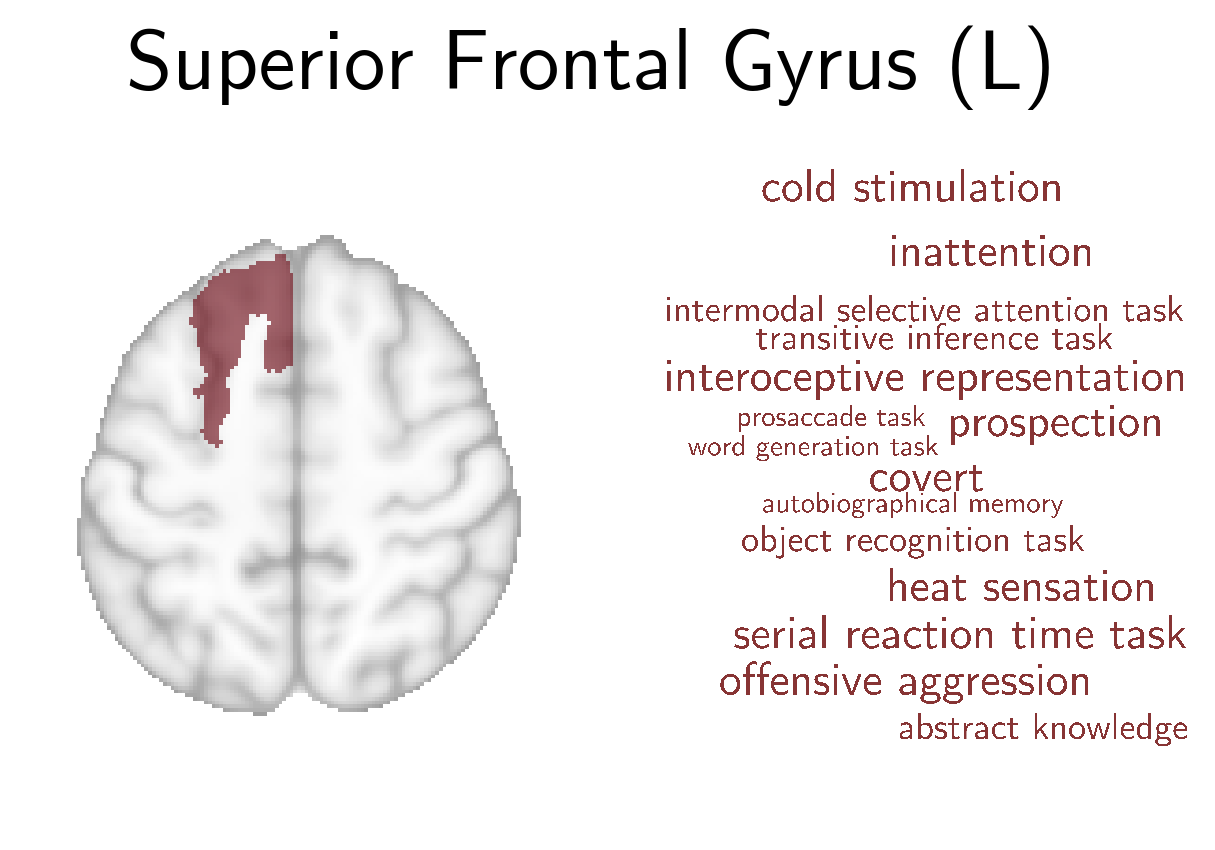 Superior Frontal Gyrus (L)
cold stimulation
inattention
intermodal selective attention task
transitive inference task
interoceptive representation
prosaccade task prospection
word generation task
covert
autobiographical memory
object recognition task
heat sensation
serial reaction time task
offensive aggression
abstract knowledge